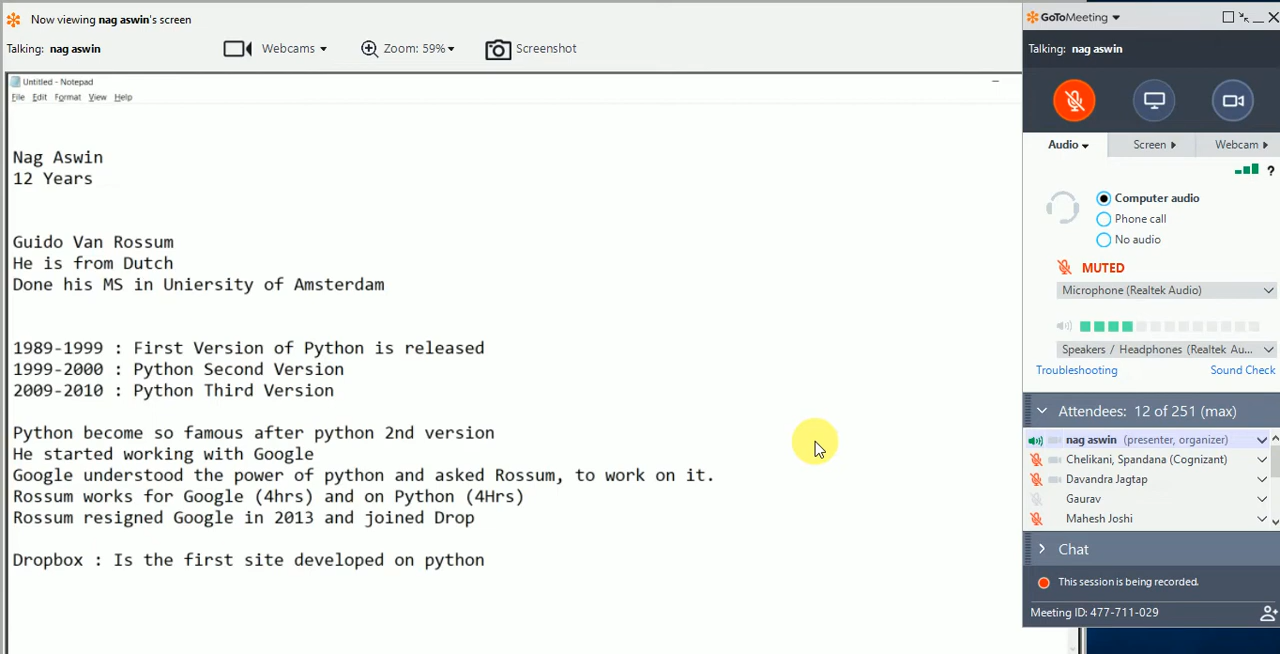 Now viewing nag aswin's screen
Talking: nag aswin
Webcams
Zoom: 59%
Screenshot
Untitled - Notepad
File Edit Format View Help
Nag Aswin
12 Years
Guido Van Rossum
He is from Dutch
Done his MS in Uniersity of Amsterdam
1989-1999 : First Version of Python is released
1999-2000 : Python Second Version
2009-2010 : Python Third Version
Python become so famous after python 2nd version
He started working with Google
Google understood the power of python and asked Rossum, to work on it.
Rossum works for Google (4hrs) and on Python (4Hrs)
Rossum resigned Google in 2013 and joined Drop
Dropbox : Is the first site developed on python
GoToMeeting
Talking: nag aswin
Audio Screen Webcam
?
Computer audio
Phone call
No audio
MUTED
Microphone (Realtek Audio)
Speakers / Headphones (Realtek Au...
Troubleshooting Sound Check
Attendees: 12 of 251 (max)
nag aswin (presenter, organizer)
Chelikani, Spandana (Cognizant)
Davandra Jagtap
Gaurav
Mahesh Joshi
Chat
This session is being recorded.
Meeting ID: 477-711-029